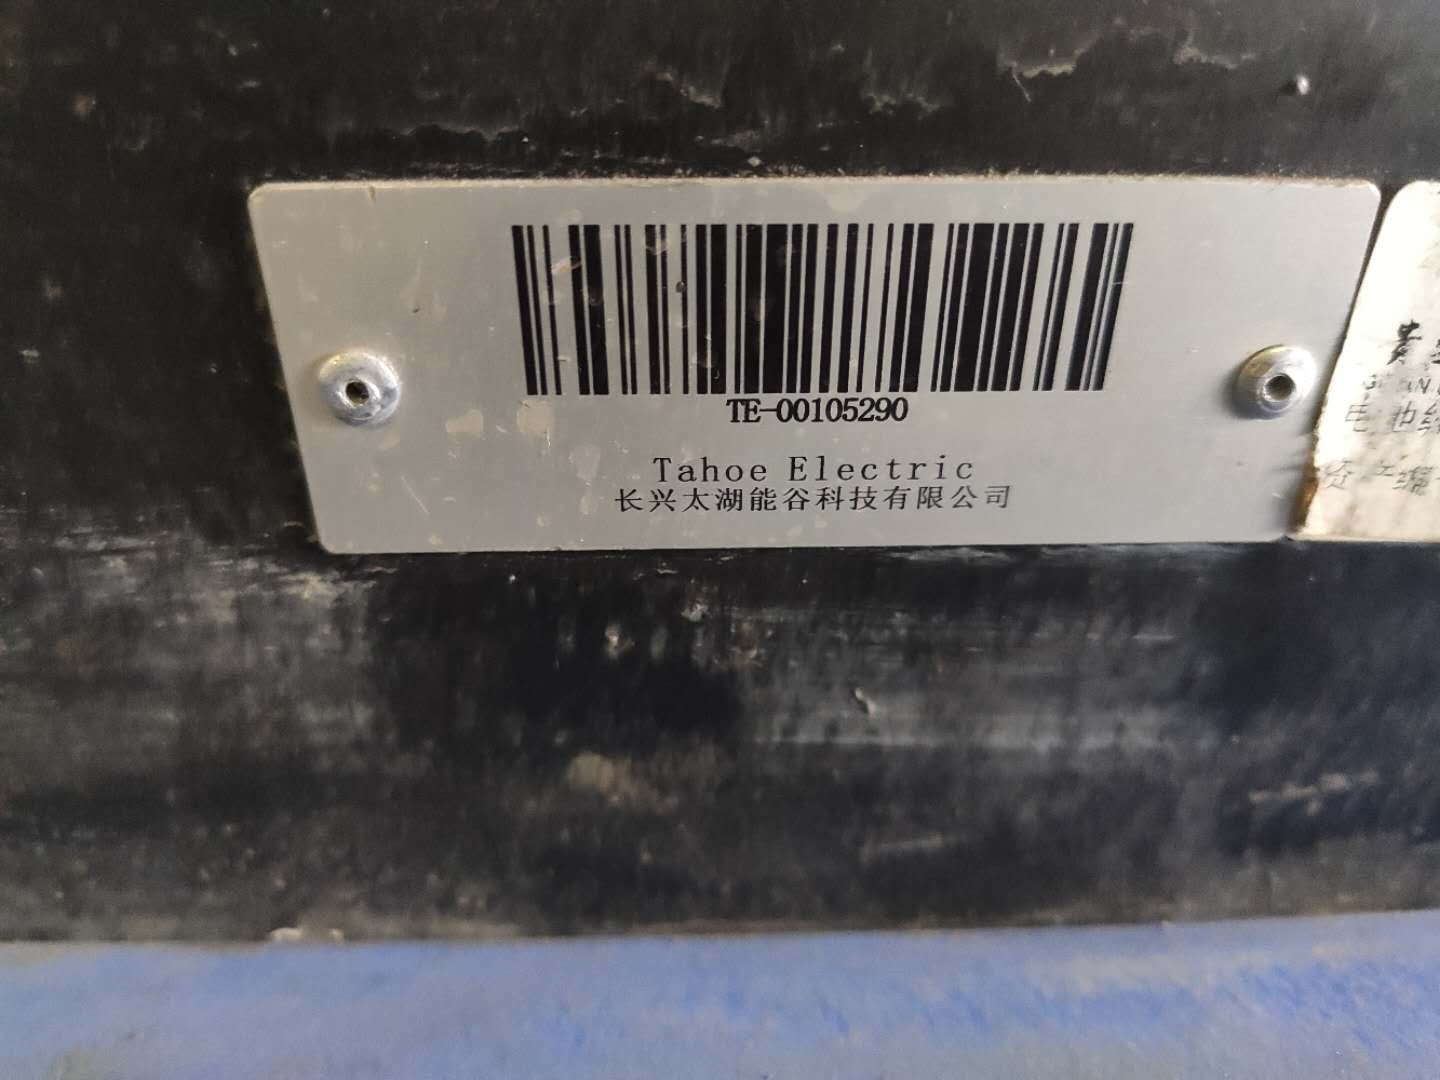 TE-00105290
Tahoe Electric
长兴太湖能谷科技有限公司